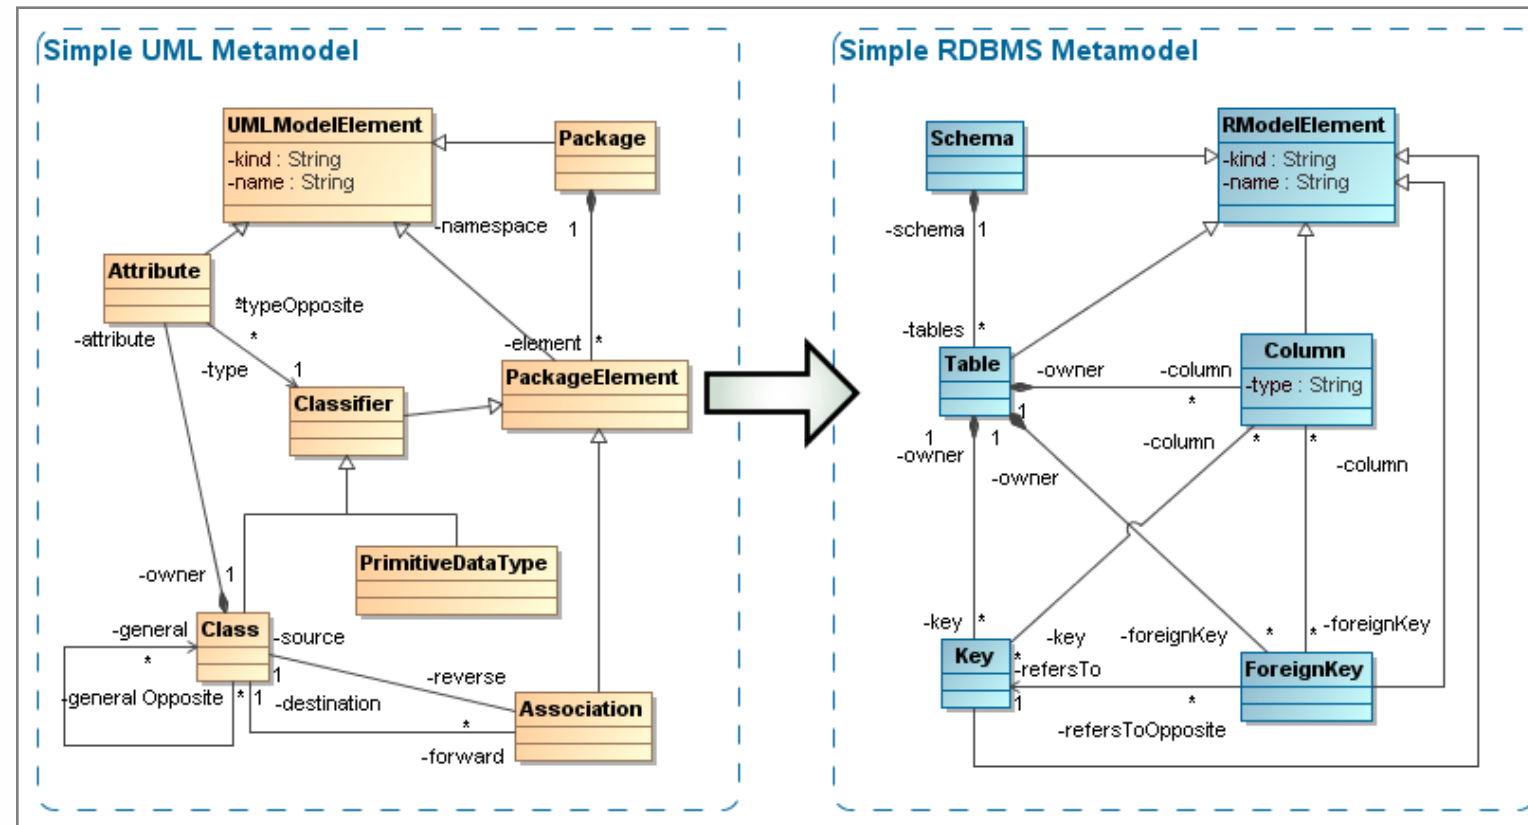 Simple UML Metamodel
UMLModelElement
-kind : String
-name : String
Package
-namespace
1
Attribute
*typeOpposite
-attribute
*
-type
1
-element
*
Classifier
PackageElement
PrimitiveDataType
-owner
1
-general
*
Class
-source
1
-general Opposite
*
1
-destination
-reverse
*
Association
-forward
Simple RDBMS Metamodel
Schema
RModelElement
-kind : String
-name : String
-schema
1
-tables
*
Table
-owner
-column
*
Column
-type : String
1
1
1
-owner
-owner
-column
*
*
-column
-key
*
-key
*
-foreignKey
*
*
-foreignKey
Key
-refersTo
1
*
ForeignKey
-refersToOpposite